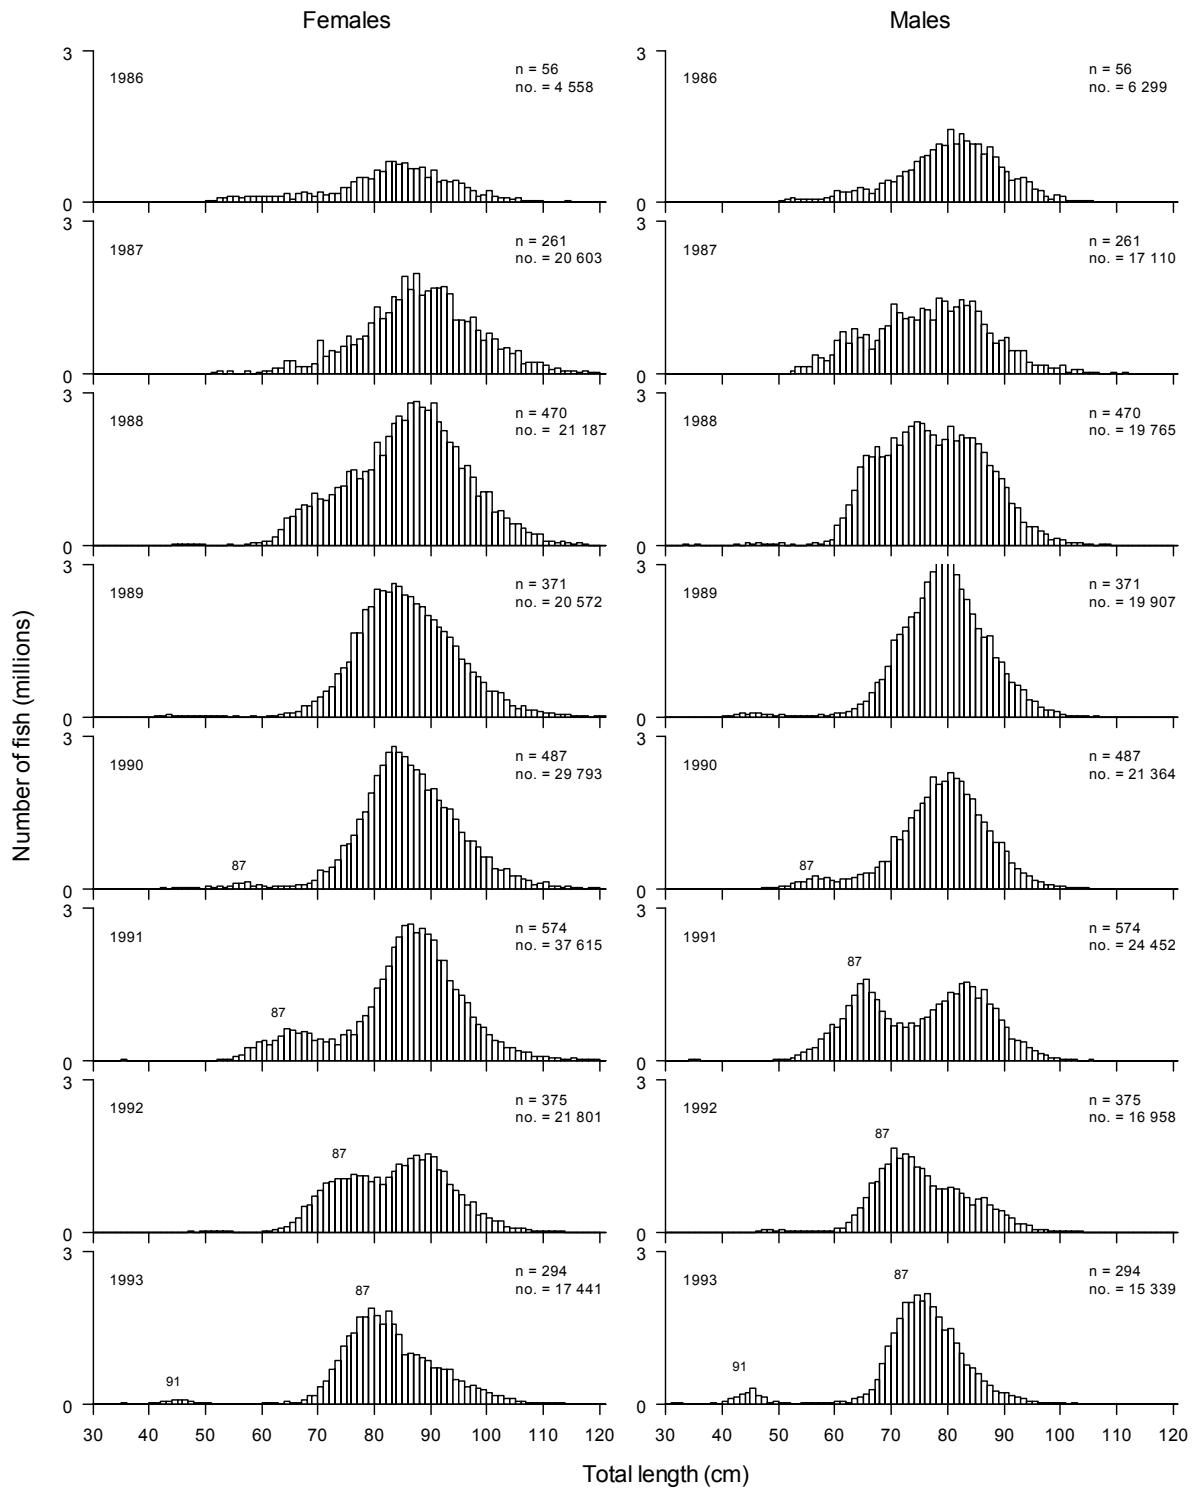 Females Males
3
1986
n = 56
no. = 4 558
0
1986
n = 56
no. = 6 299
0
3
1987
n = 261
no. = 20 603
0
3
1987
n = 261
no. = 17 110
0
3
1988
n = 470
no. = 21 187
0
3
1988
n = 470
no. = 19 765
0
3
1989
n = 371
no. = 20 572
0
3
1989
n = 371
no. = 19 907
0
3
1990
n = 487
no. = 29 793
87
0
3
1990
n = 487
no. = 21 364
87
0
3
1991
n = 574
no. = 37 615
87
0
3
1991
n = 574
no. = 24 452
87
0
3
1992
n = 375
no. = 21 801
87
0
3
1992
n = 375
no. = 16 958
87
0
3
1993
n = 294
no. = 17 441
87
91
0
3
1993
n = 294
no. = 15 339
87
91
0
30 40 50 60 70 80 90 100 110 120
30 40 50 60 70 80 90 100 110 120
Total length (cm)
Number of fish (millions)